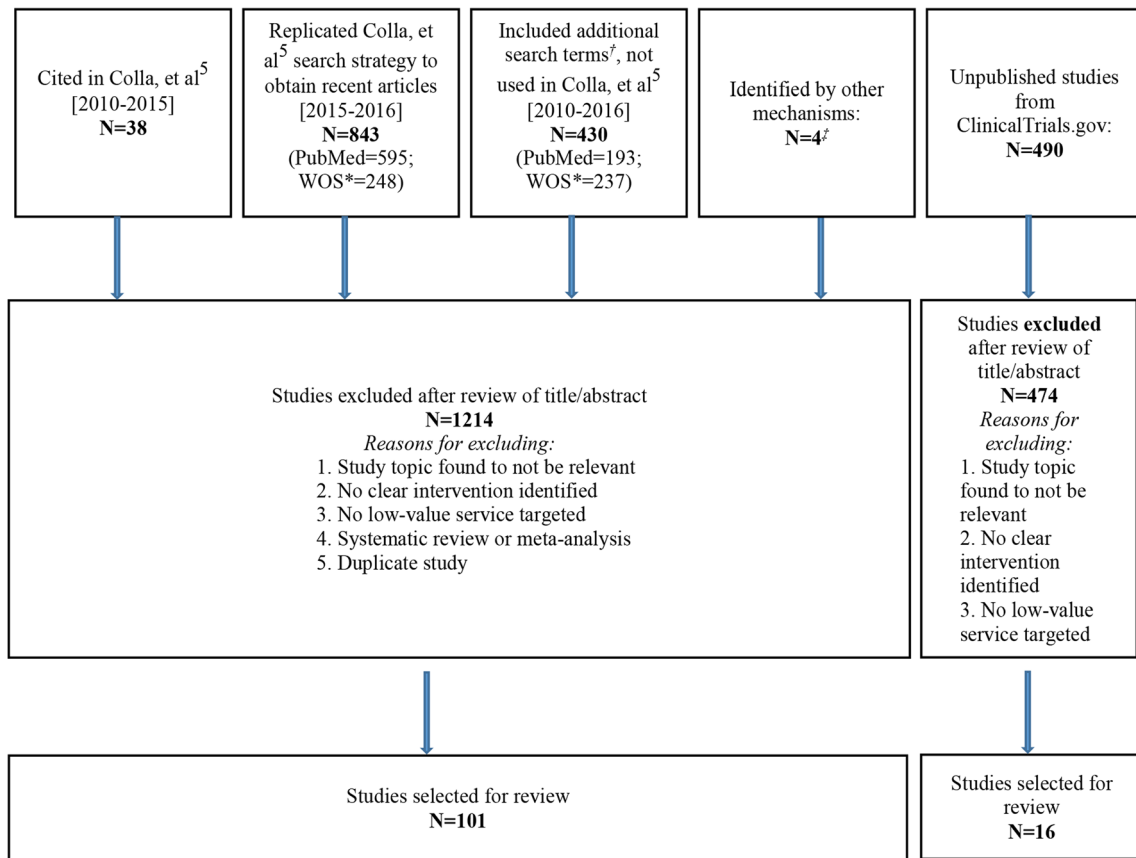 Cited in Colla, et al5
[2010-2015]
N=38
Replicated Colla, et
al5 search strategy to
obtain recent articles
[2015-2016]
N=843
(PubMed=595;
WOS*=248)
Included additional
search terms†, not
used in Colla, et al5
[2010-2016]
N=430
(PubMed=193;
WOS*=237)
Identified by other
mechanisms:
N=4‡
Unpublished studies
from
ClinicalTrials.gov:
N=490
Studies excluded after review of title/abstract
N=1214
Reasons for excluding:
1. Study topic found to not be relevant
2. No clear intervention identified
3. No low-value service targeted
4. Systematic review or meta-analysis
5. Duplicate study
Studies excluded
after review of
title/abstract
N=474
Reasons for
excluding:
1. Study topic
found to not be
relevant
2. No clear
intervention
identified
3. No low-value
service targeted
Studies selected for review
N=101
Studies selected for
review
N=16